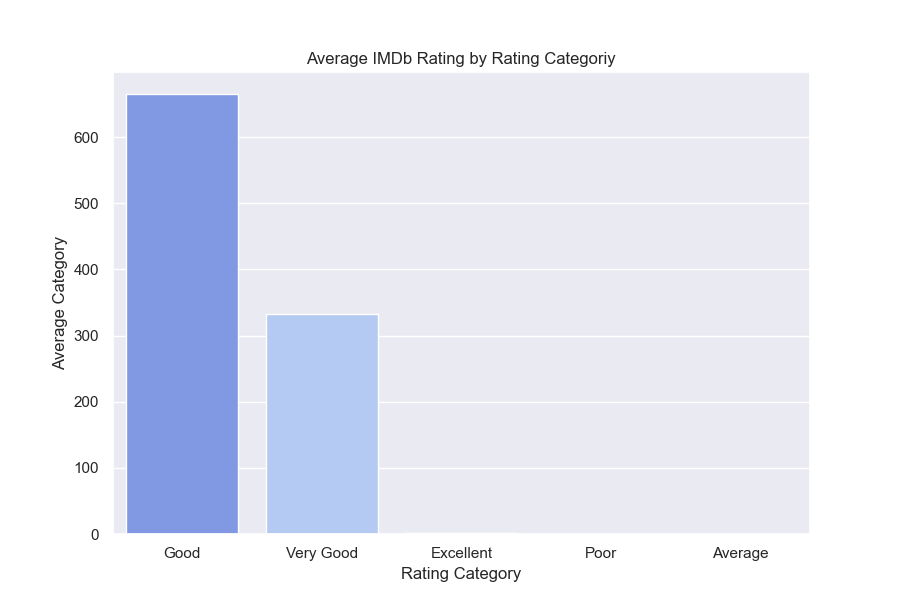 Average IMDb Rating by Rating Categoriy
600
500
400
300
200
100
0
Average Category
Good
Very Good
Excellent
Poor
Average
Rating Category